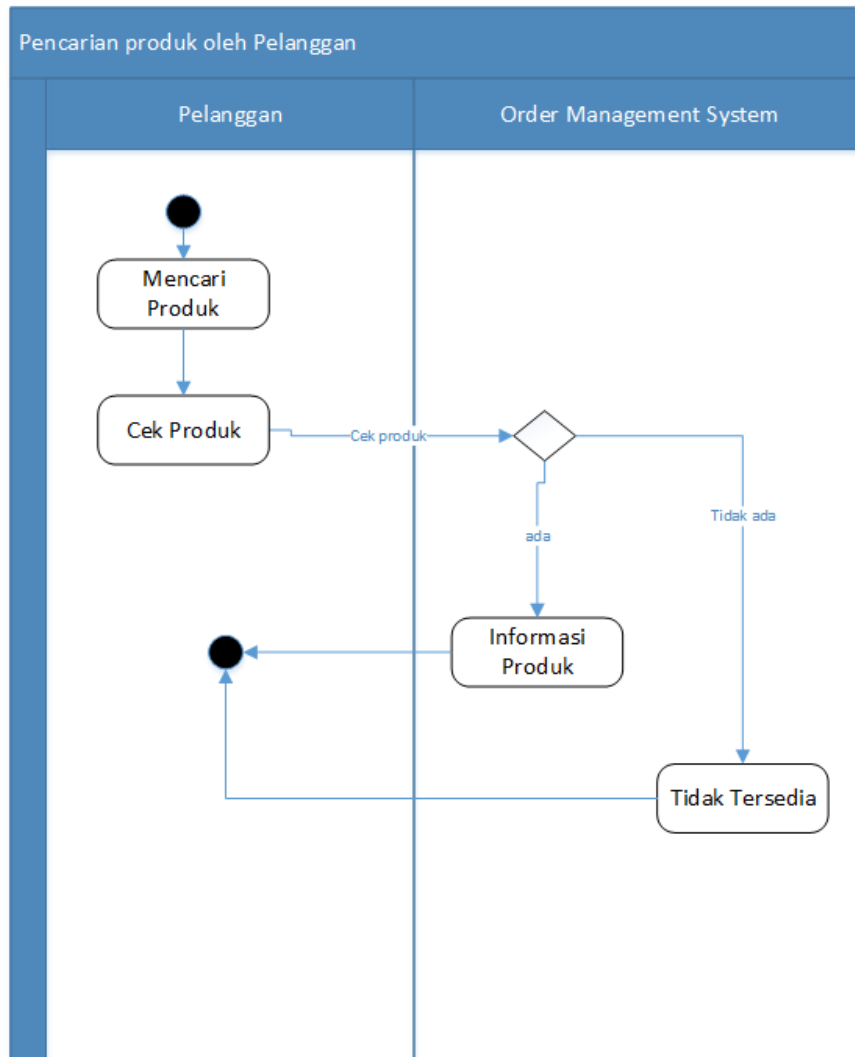 Pencarian produk oleh Pelanggan
Pelanggan
Order Management System
Mencari
Produk
Cek Produk
Cek produk
Tidak ada
ada
Informasi
Produk
Tidak Tersedia